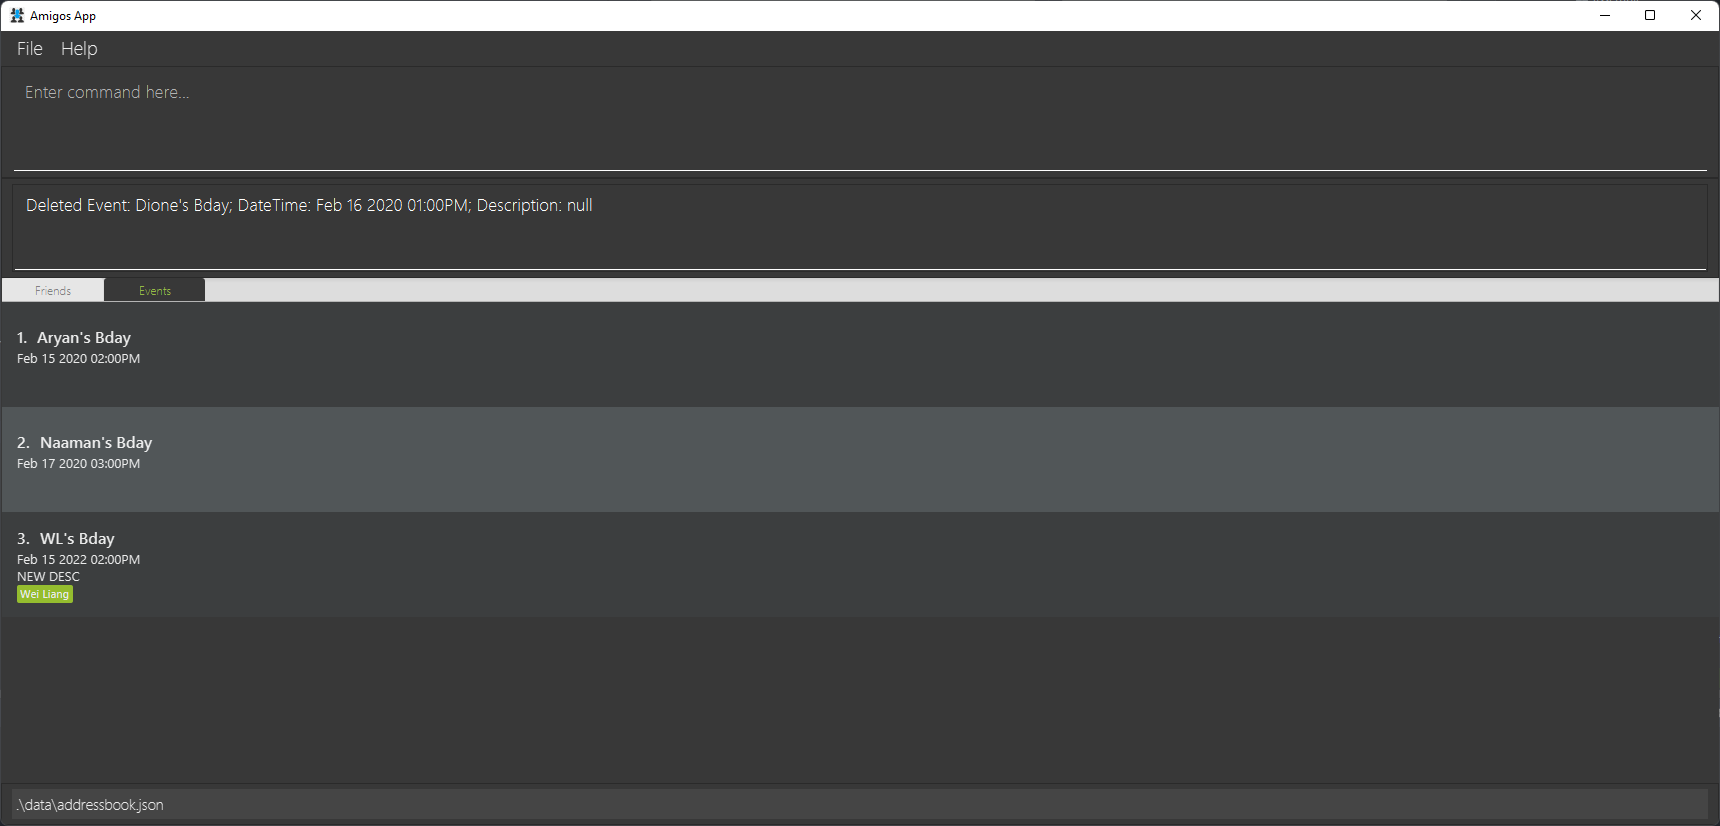 Amigos App
File Help
Enter command here...
Deleted Event: Dione's Bday; DateTime: Feb 16 2020 01:00PM; Description: null
Friends Events
1. Aryan's Bday
Feb 15 2020 02:00PM
2. Naaman's Bday
Feb 17 2020 03:00PM
3. WL's Bday
Feb 15 2022 02:00PM
NEW DESC
Wei Liang
.\data\addressbook.json